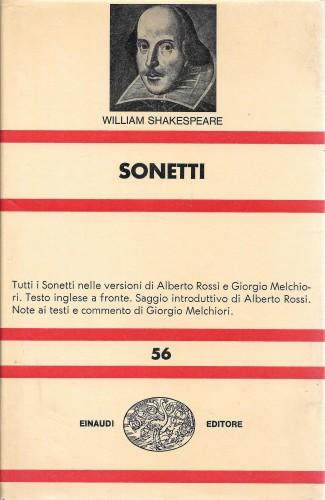 WILLIAM SHAKESPEARE
SONETTI
Tutti i Sonetti nelle versioni di Alberto Rossi e Giorgio Melchio-
ri. Testo inglese a fronte. Saggio introduttivo di Alberto Rossi.
Note ai testi e commento di Giorgio Melchiori.
56
EINAUDI EDITORE